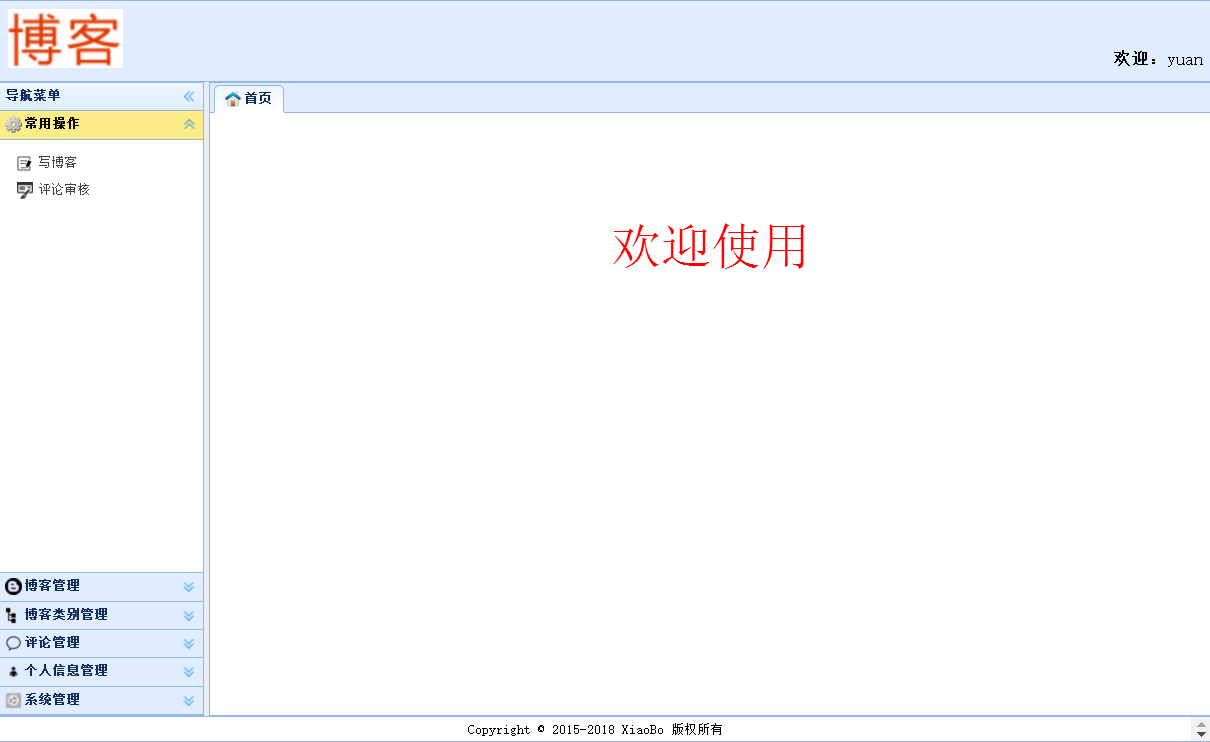 博客
欢迎：yuan
导航菜单
首页
常用操作
写博客
评论审核
欢迎使用
博客管理
博客类别管理
评论管理
个人信息管理
系统管理
Copyright © 2015-2018 XiaoBo 版权所有